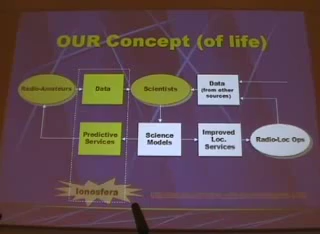 OUR Concept (of life)
Radio-Amateurs
Data
Scientists
Data
(from other
sources)
Predictive
Services
Science
Models
Improved
Loc.
Services
Radio-Loc Ops
Ionosfera